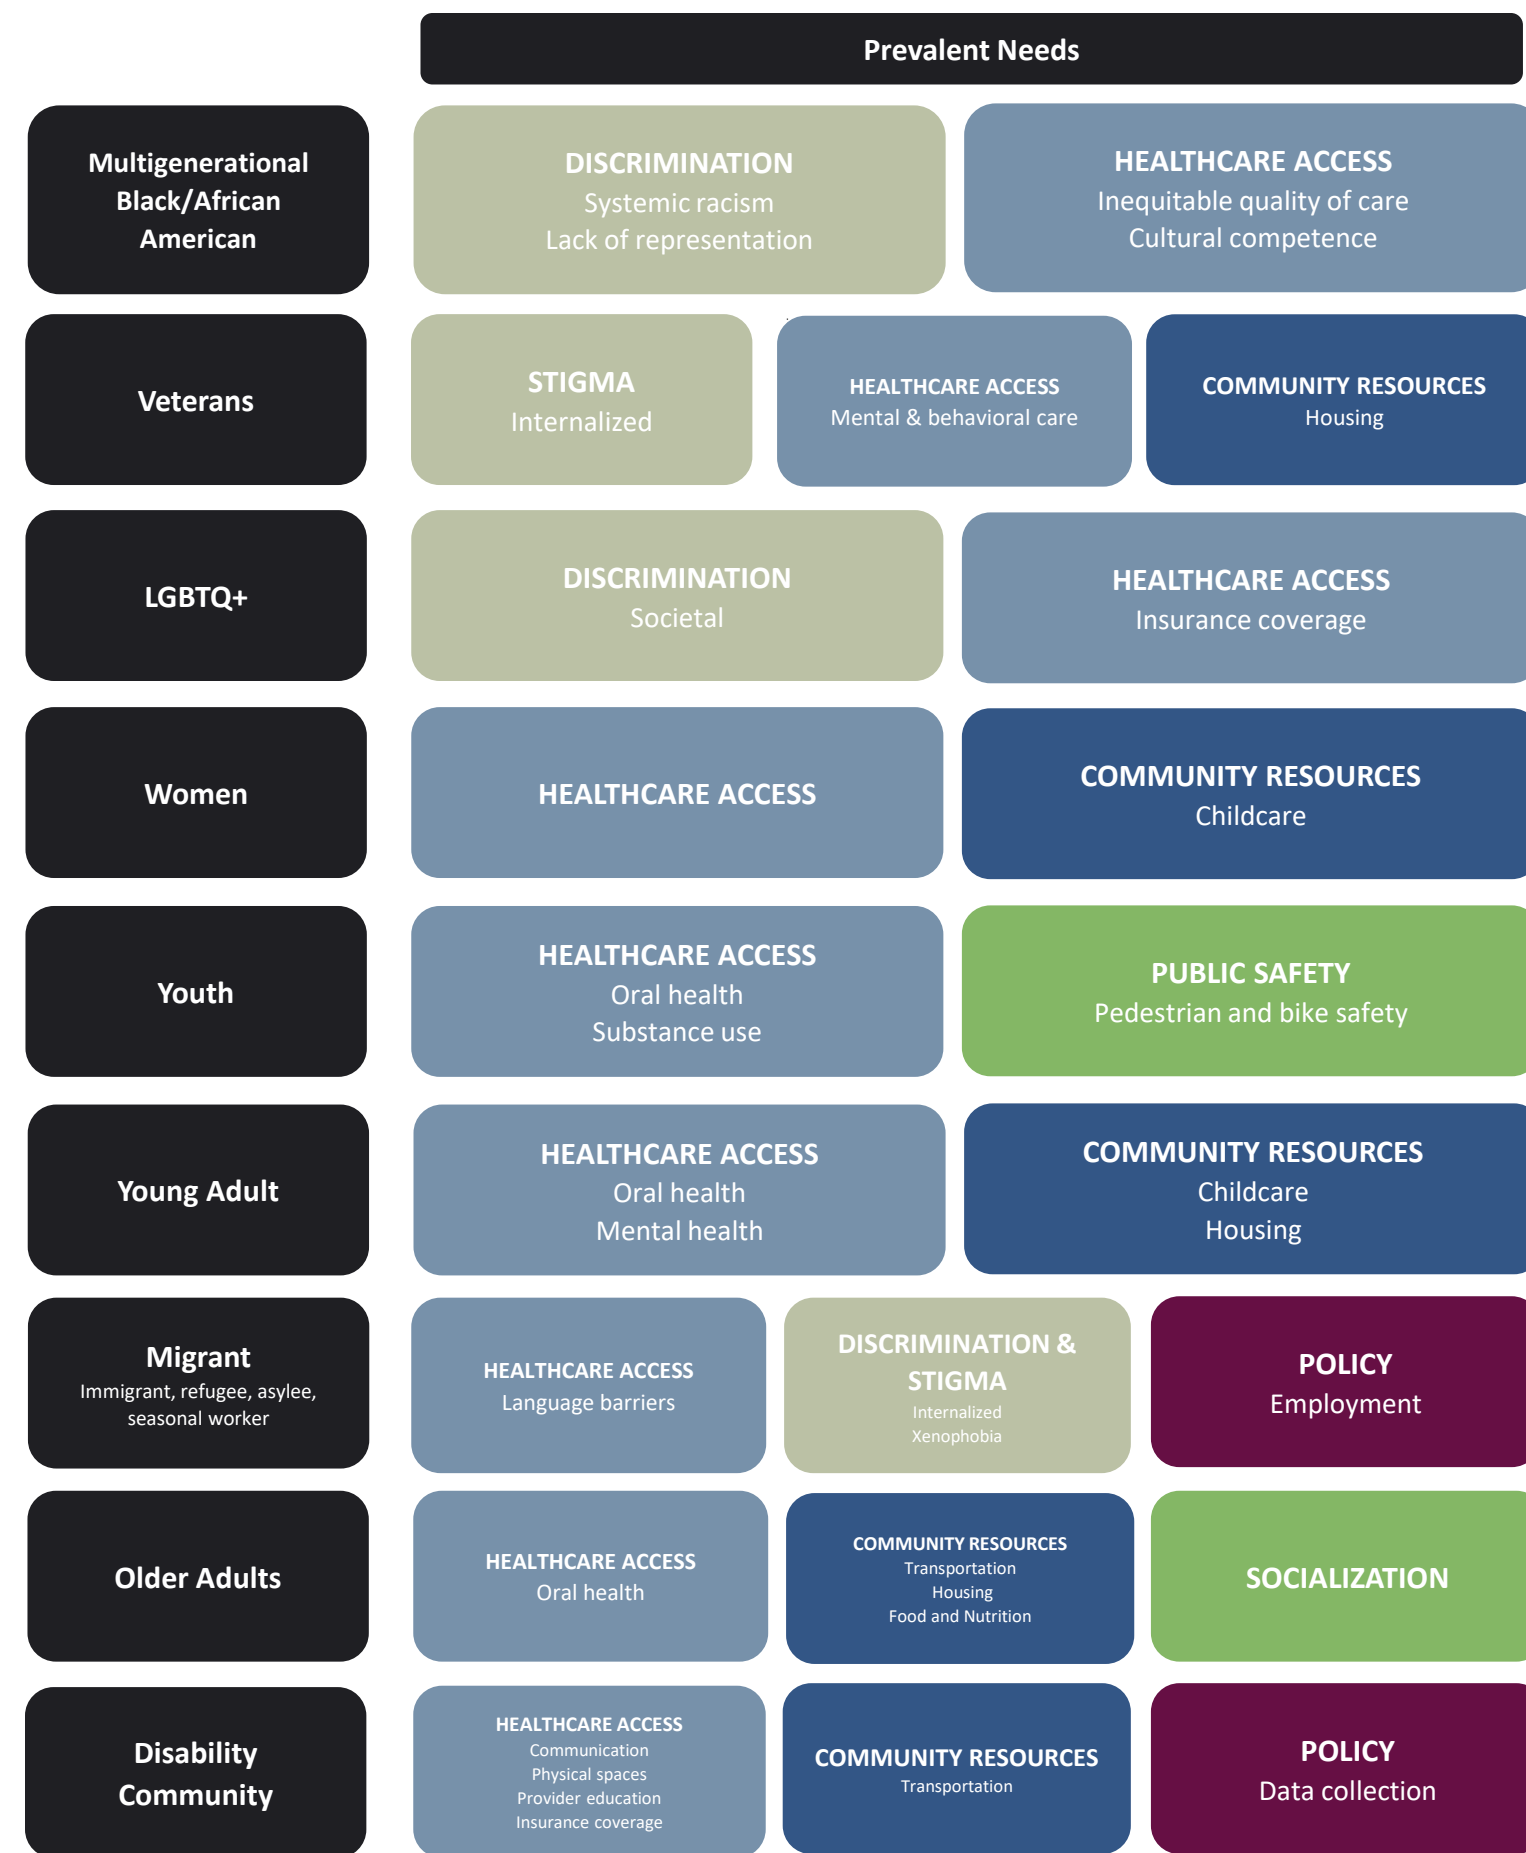 Prevalent Needs
Multigenerational
Black/African
American
DISCRIMINATION
Systemic racism
Lack of representation
HEALTHCARE ACCESS
Inequitable quality of care
Cultural competence
Veterans
STIGMA
Internalized
HEALTHCARE ACCESS
Mental & behavioral care
COMMUNITY RESOURCES
Housing
LGBTQ+
DISCRIMINATION
Societal
HEALTHCARE ACCESS
Insurance coverage
Women
HEALTHCARE ACCESS
COMMUNITY RESOURCES
Childcare
Youth
HEALTHCARE ACCESS
Oral health
Substance use
PUBLIC SAFETY
Pedestrian and bike safety
Young Adult
HEALTHCARE ACCESS
Oral health
Mental health
COMMUNITY RESOURCES
Childcare
Housing
Migrant
Immigrant, refugee, asylee,
seasonal worker
HEALTHCARE ACCESS
Language barriers
DISCRIMINATION &
STIGMA
Internalized
Xenophobia
POLICY
Employment
Older Adults
HEALTHCARE ACCESS
Oral health
COMMUNITY RESOURCES
Transportation
Housing
Food and Nutrition
SOCIALIZATION
Disability
Community
HEALTHCARE ACCESS
Communication
Physical spaces
Provider education
Insurance coverage
COMMUNITY RESOURCES
Transportation
POLICY
Data collection